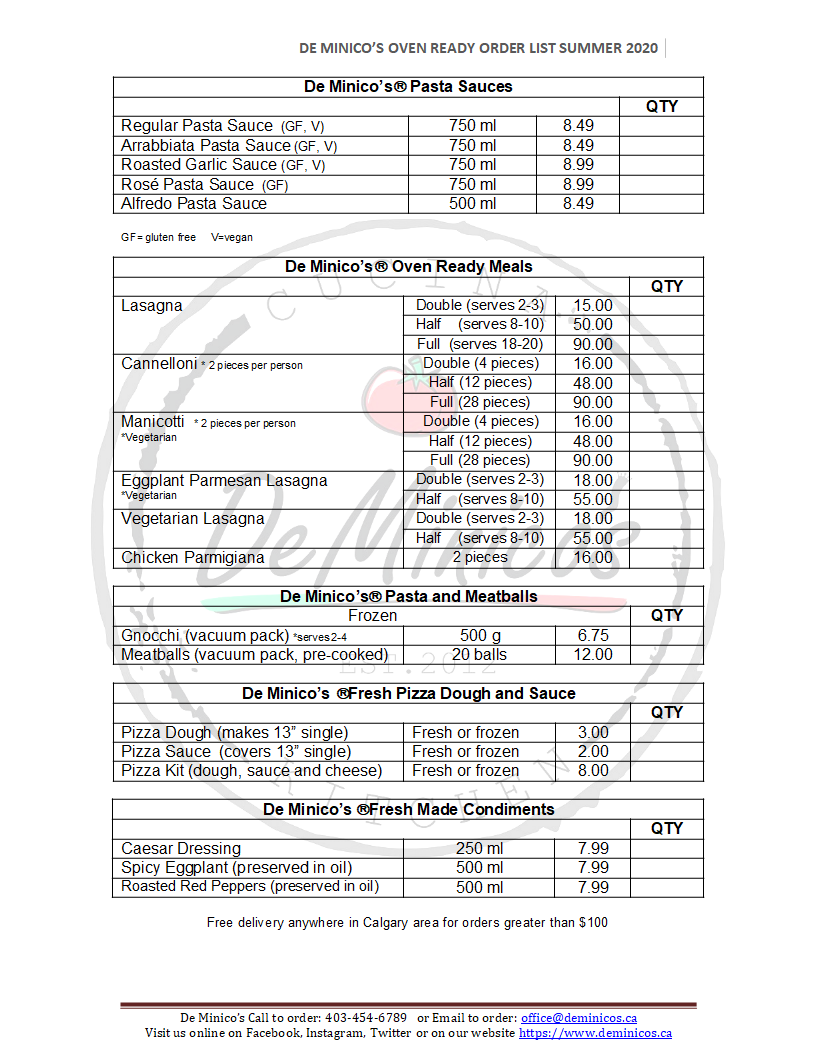 DE MINICO'S OVEN READY ORDER LIST SUMMER 2020
De Minico's® Pasta Sauces
QTY
Regular Pasta Sauce (GF, V) 750 ml 8.49
Arrabbiata Pasta Sauce (GF, V) 750 ml 8.49
Roasted Garlic Sauce (GF, V) 750 ml 8.99
Rosé Pasta Sauce (GF) 750 ml 8.99
Alfredo Pasta Sauce 500 ml 8.49
GF= gluten free V=vegan
De Minico's® Oven Ready Meals
QTY
Lasagna Double (serves 2-3) 15.00
Half (serves 8-10) 50.00
Full (serves 18-20) 90.00
Cannelloni * 2 pieces per person Double (4 pieces) 16.00
Half (12 pieces) 48.00
Full (28 pieces) 90.00
Manicotti * 2 pieces per person Double (4 pieces) 16.00
*Vegetarian Half (12 pieces) 48.00
Full (28 pieces) 90.00
Eggplant Parmesan Lasagna Double (serves 2-3) 18.00
*Vegetarian Half (serves 8-10) 55.00
Vegetarian Lasagna Double (serves 2-3) 18.00
Half (serves 8-10) 55.00
Chicken Parmigiana 2 pieces 16.00
De Minico's® Pasta and Meatballs
Frozen QTY
Gnocchi (vacuum pack) *serves 2-4 500 g 6.75
Meatballs (vacuum pack, pre-cooked) 20 balls 12.00
De Minico's ®Fresh Pizza Dough and Sauce
QTY
Pizza Dough (makes 13" single) Fresh or frozen 3.00
Pizza Sauce (covers 13" single) Fresh or frozen 2.00
Pizza Kit (dough, sauce and cheese) Fresh or frozen 8.00
De Minico's ®Fresh Made Condiments
QTY
Caesar Dressing 250 ml 7.99
Spicy Eggplant (preserved in oil) 500 ml 7.99
Roasted Red Peppers (preserved in oil) 500 ml 7.99
Free delivery anywhere in Calgary area for orders greater than $100
De Minico's Call to order: 403-454-6789 or Email to order: office@deminicos.ca
Visit us online on Facebook, Instagram, Twitter or on our website https://www.deminicos.ca
CUCINA
DeMinico's
EST.2012
KITCHEN